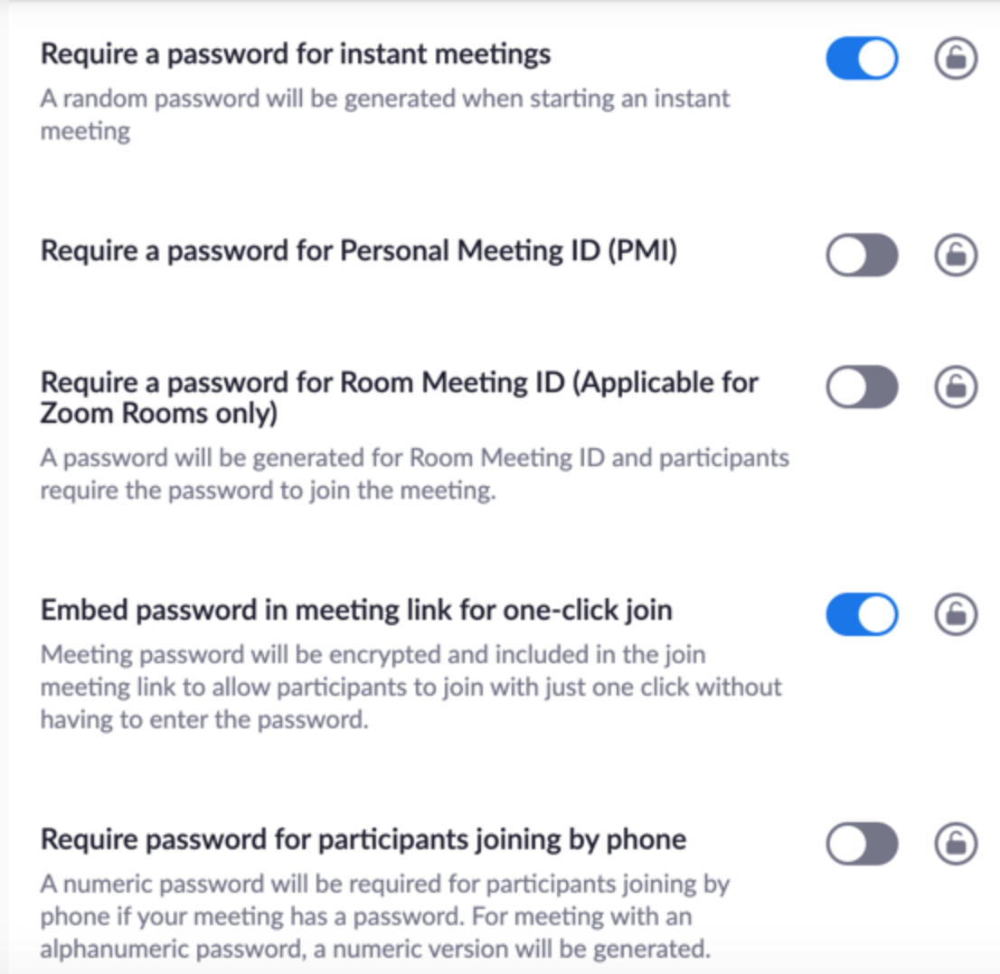 Require a password for instant meetings
A random password will be generated when starting an instant
meeting
Require a password for Personal Meeting ID (PMI)
Require a password for Room Meeting ID (Applicable for
Zoom Rooms only)
A password will be generated for Room Meeting ID and participants
require the password to join the meeting.
Embed password in meeting link for one-click join
Meeting password will be encrypted and included in the join
meeting link to allow participants to join with just one click without
having to enter the password.
Require password for participants joining by phone
A numeric password will be required for participants joining by
phone if your meeting has a password. For meeting with an
alphanumeric password, a numeric version will be generated.